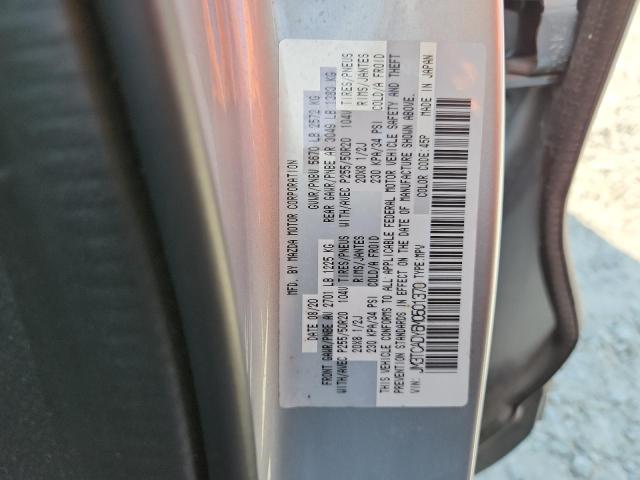 MFD. BY MAZDA MOTOR CORPORATION
DATE 08/20 GVWR/PNBV 5670 LB 2572 KG
FRONT GAWR/PNBE AV 2701 LB 1225 KG REAR GAWR/PNBE AR 3049 LB 1383 KG
WITH/AVEC P255/50R20 104V TIRES/PNEUS WITH/AVEC P255/50R20 104V TIRES/PNEUS
20X8 1/2J RIMS/JANTES 20X8 1/2J RIMS/JANTES
230 KPA/34 PSI COLD/A FROID 230 KPA/34 PSI COLD/A FROID
THIS VEHICLE CONFORMS TO ALL APPLICABLE FEDERAL MOTOR VEHICLE SAFETY AND THEFT
PREVENTION STANDARDS IN EFFECT ON THE DATE OF MANUFACTURE SHOWN ABOVE.
COLOR CODE:45P MADE IN JAPAN
VIN: JM3TCADY6M0501370 TYPE:MPV